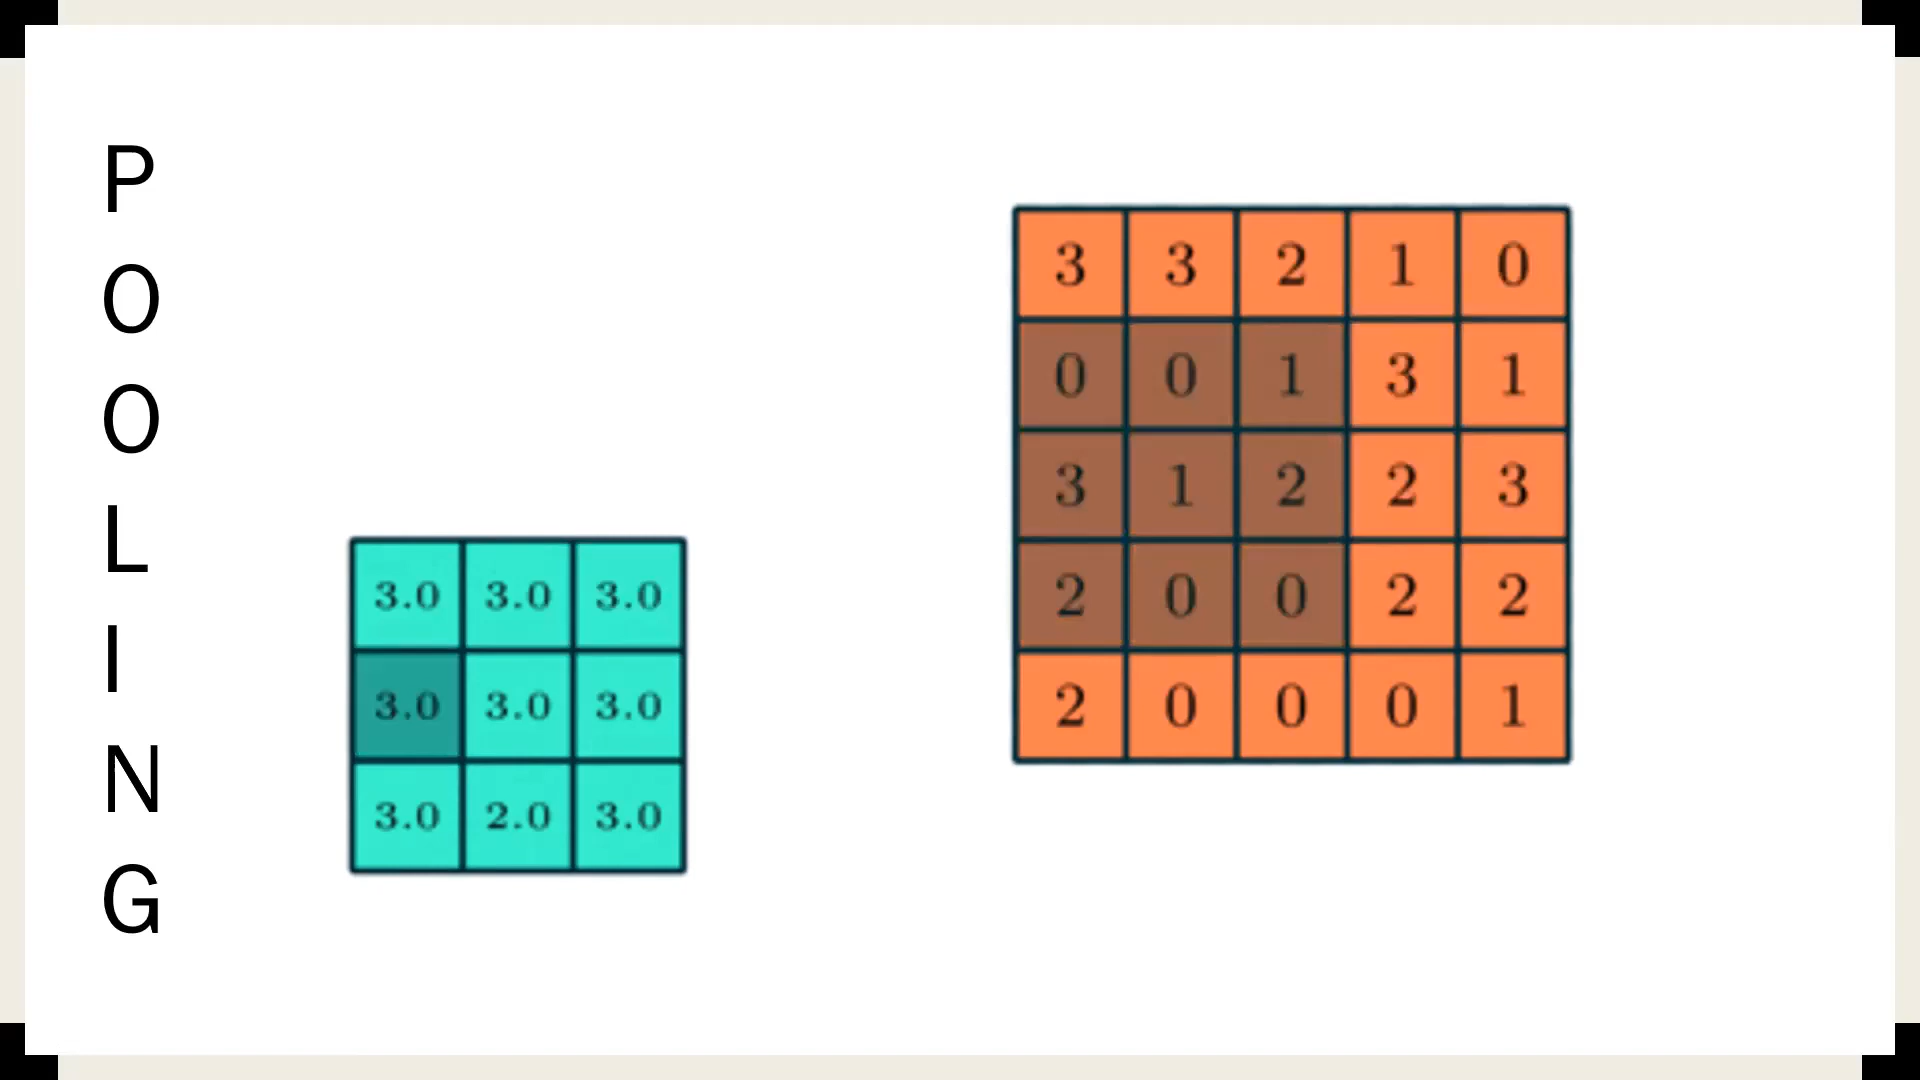 P
O
O
L
I
N
G
3 3 2 1 0
0 0 1 3 1
3 1 2 2 3
2 0 0 2 2
2 0 0 0 1
3.0 3.0 3.0
3.0 3.0 3.0
3.0 2.0 3.0